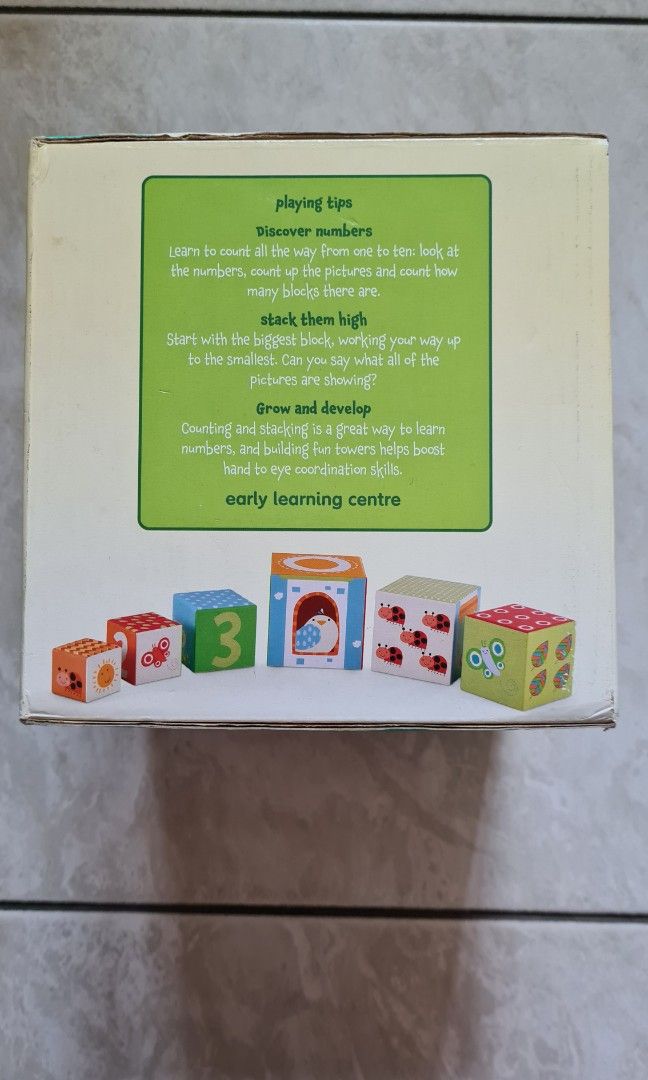 playing tips
Discover numbers
Learn to count all the way from one to ten: look at
the numbers, count up the pictures and count how
many blocks there are.
stack them high
Start with the biggest block, working your way up
to the smallest. Can you say what all of the
pictures are showing?
Grow and develop
Counting and stacking is a great way to learn
numbers, and building fun towers helps boost
hand to eye coordination skills.
early learning centre
3